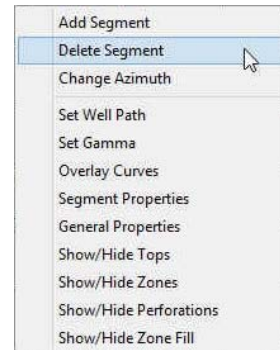 Add Segment
Delete Segment
Change Azimuth
Set Well Path
Set Gamma
Overlay Curves
Segment Properties
General Properties
Show/Hide Tops
Show/Hide Zones
Show/Hide Perforations
Show/Hide Zone Fill